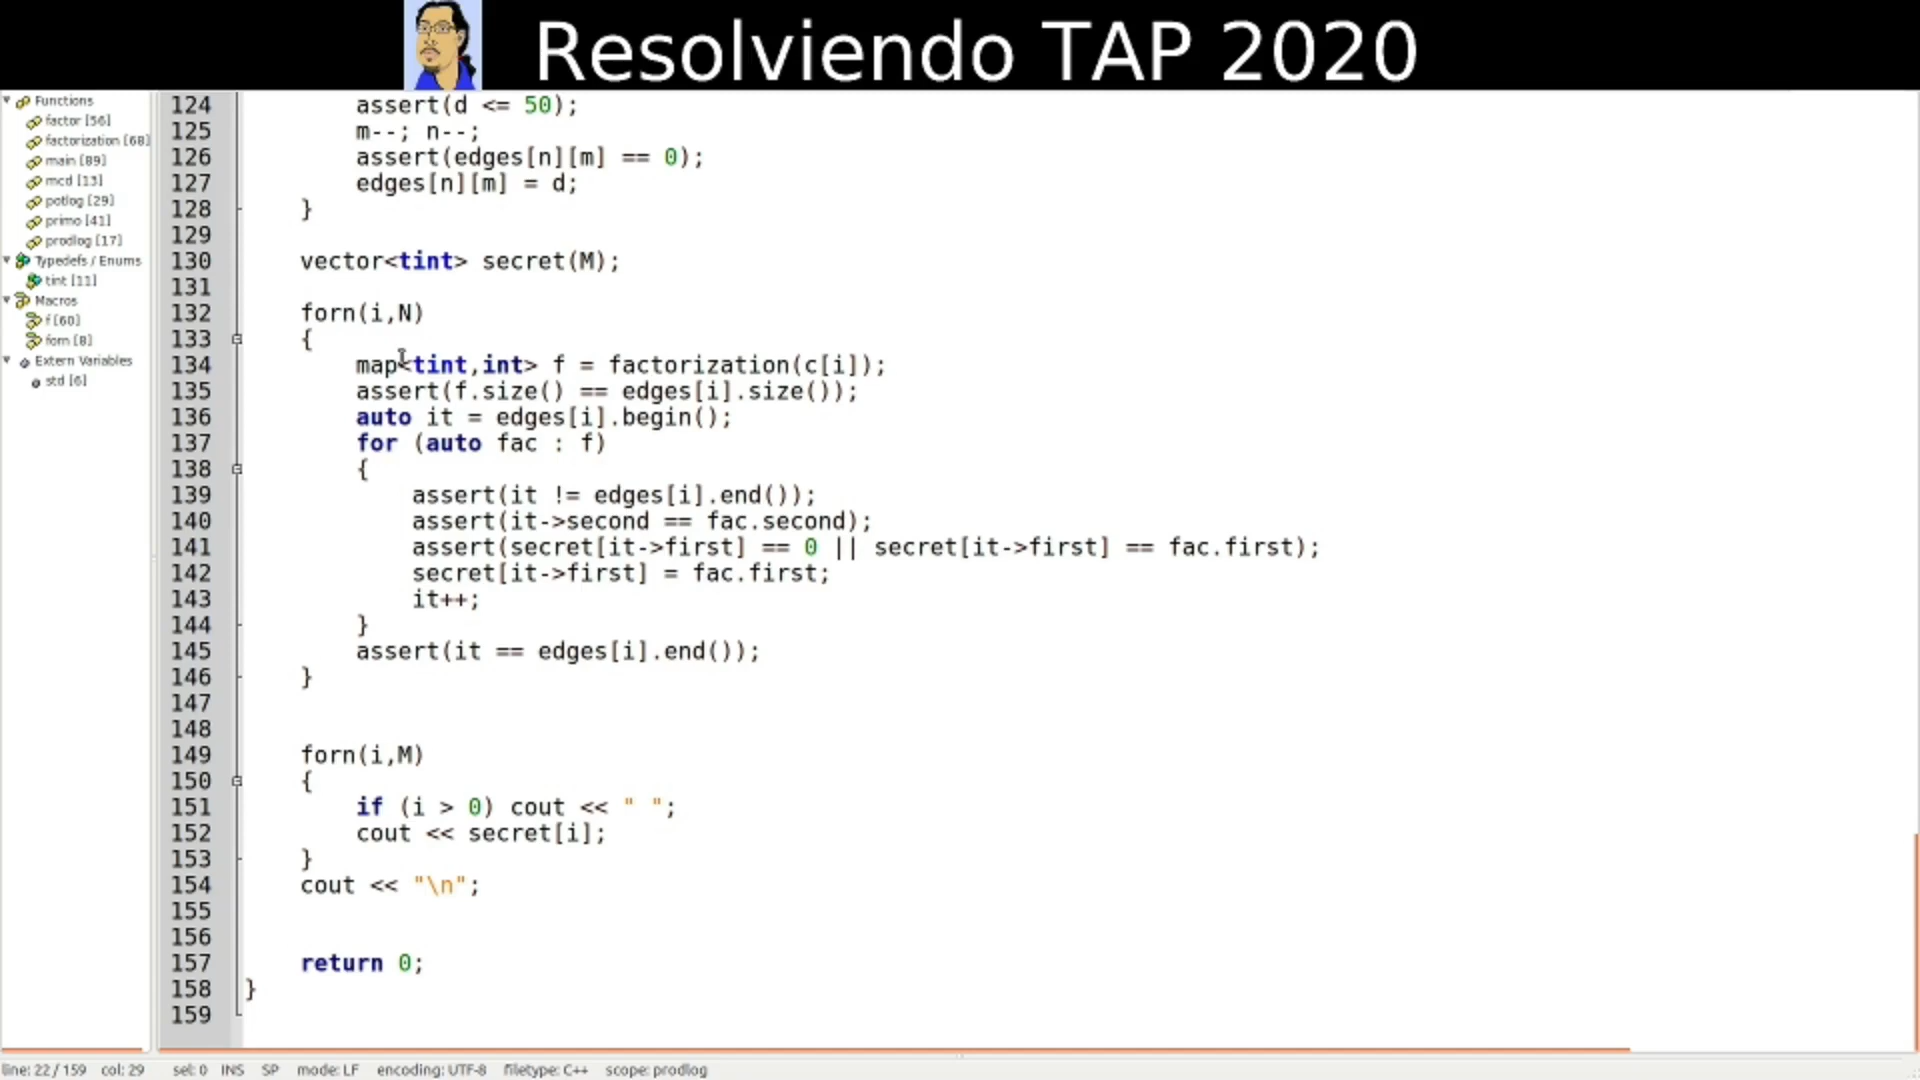 Resolviendo TAP 2020
Functions
factor [56]
factorization [68]
main [89]
mcd [13]
potlog [29]
primo [41]
prodlog [17]
Typedefs / Enums
tint [11]
Macros
f [60]
forn [8]
Extern Variables
std [6]
124 assert(d <= 50);
125 m--; n--;
126 assert(edges[n][m] == 0);
127 edges[n][m] = d;
128 }
129
130 vector<tint> secret(M);
131
132 forn(i,N)
133 {
134 map<tint,int> f = factorization(c[i]);
135 assert(f.size() == edges[i].size());
136 auto it = edges[i].begin();
137 for (auto fac : f)
138 {
139 assert(it != edges[i].end());
140 assert(it->second == fac.second);
141 assert(secret[it->first] == 0 || secret[it->first] == fac.first);
142 secret[it->first] = fac.first;
143 it++;
144 }
145 assert(it == edges[i].end());
146 }
147
148
149 forn(i,M)
150 {
151 if (i > 0) cout << " ";
152 cout << secret[i];
153 }
154 cout << "\n";
155
156
157 return 0;
158 }
159
line: 22 / 159 col: 29 sel: 0 INS SP mode: LF encoding: UTF-8 filetype: C++ scope: prodlog